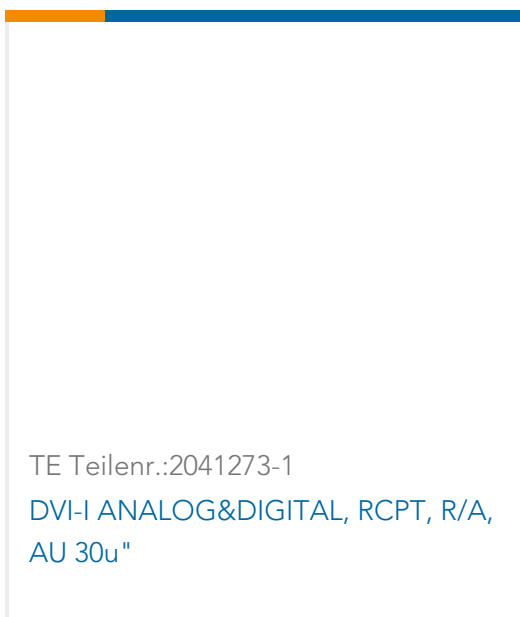 TE Teilenr.:2041273-1
DVI-I ANALOG&DIGITAL, RCPT, R/A,
AU 30u"